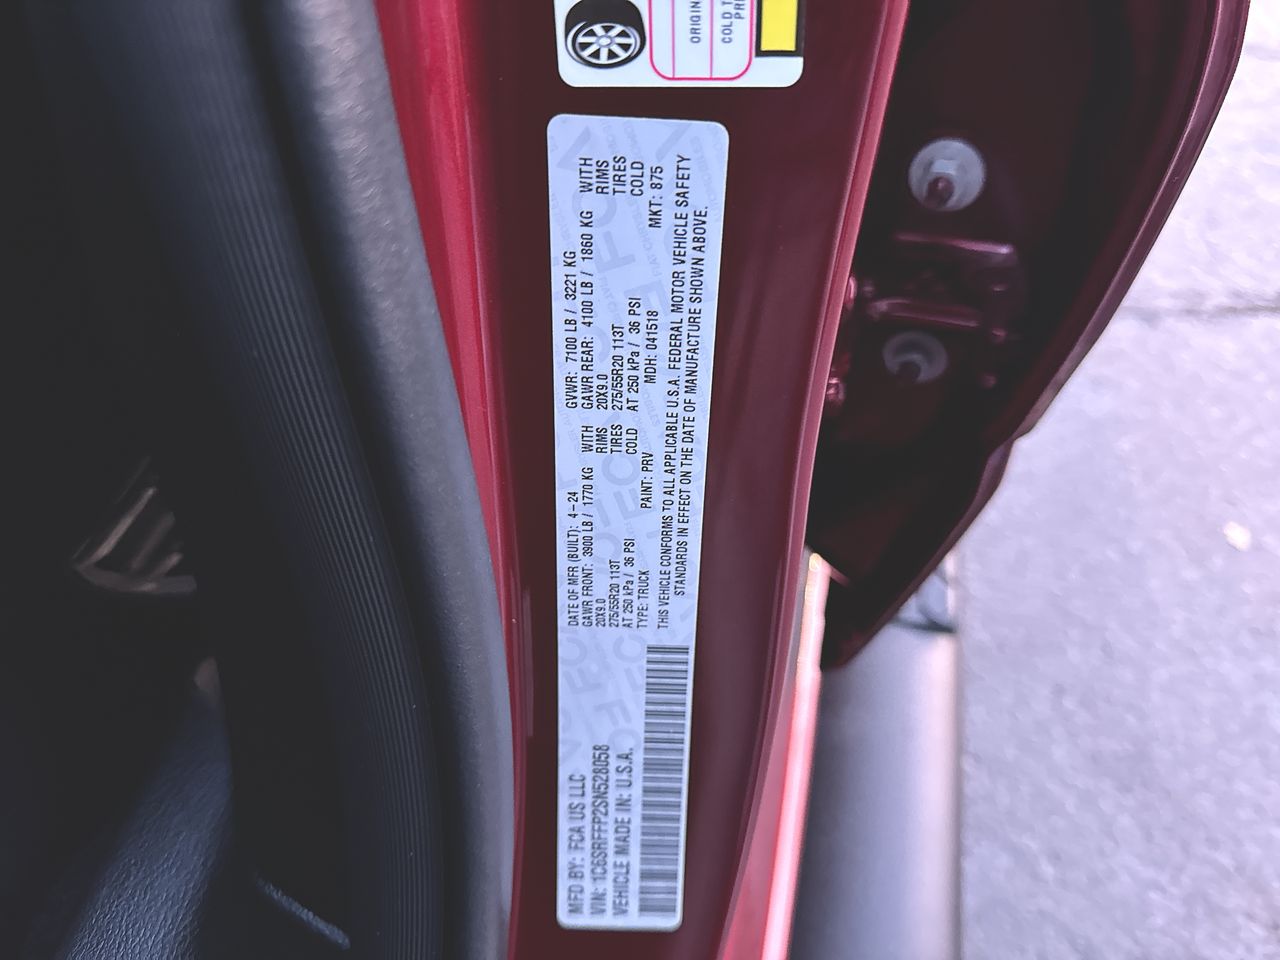 ORIGIN
COLD T
PRE
MFD BY: FCA US LLC
DATE OF MFR (BUILT): 4-24 GVWR: 7100 LB / 3221 KG
GAWR FRONT: 3900 LB / 1770 KG WITH GAWR REAR: 4100 LB / 1860 KG WITH
20X9.0 RIMS 20X9.0 RIMS
275/55R20 113T TIRES 275/55R20 113T TIRES
AT 250 kPa / 36 PSI COLD AT 250 kPa / 36 PSI COLD
TYPE: TRUCK PAINT: PRV MDH: 041518 MKT: 875
VIN: 1C6SRFFP2SN528058
VEHICLE MADE IN: U.S.A.
THIS VEHICLE CONFORMS TO ALL APPLICABLE U.S.A. FEDERAL MOTOR VEHICLE SAFETY
STANDARDS IN EFFECT ON THE DATE OF MANUFACTURE SHOWN ABOVE.